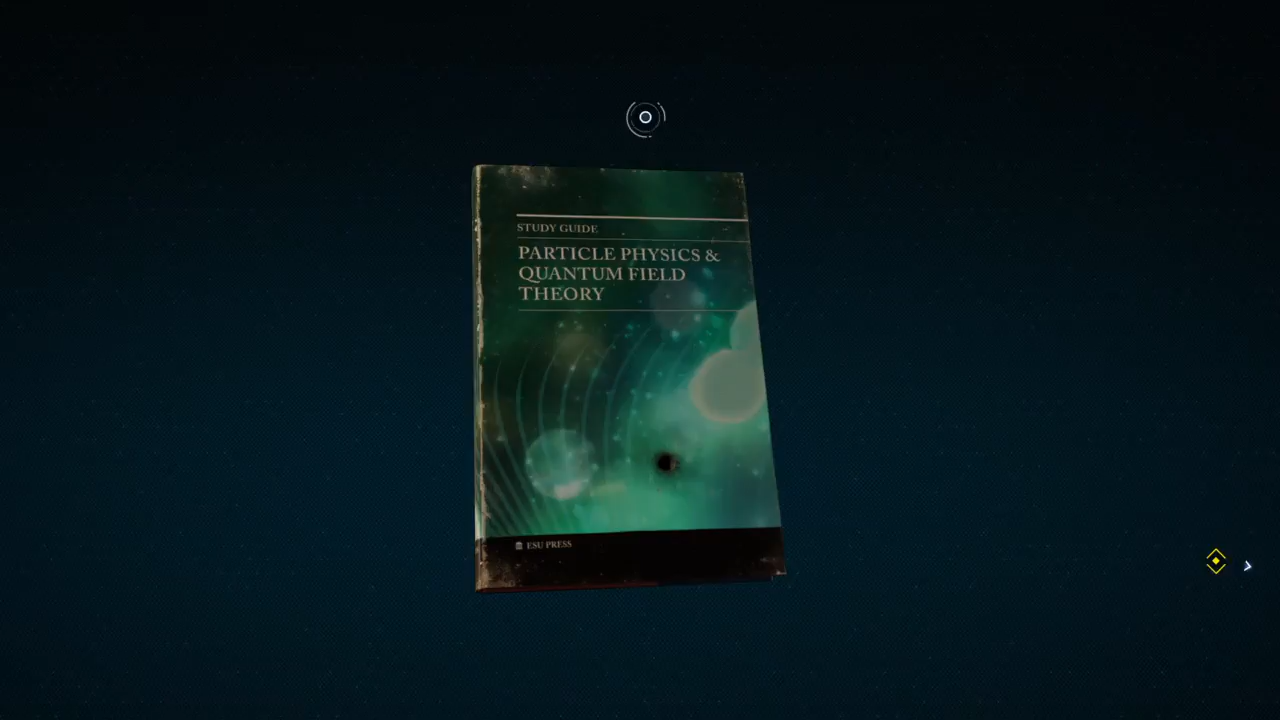 STUDY GUIDE
PARTICLE PHYSICS &
QUANTUM FIELD
THEORY
ESU PRESS